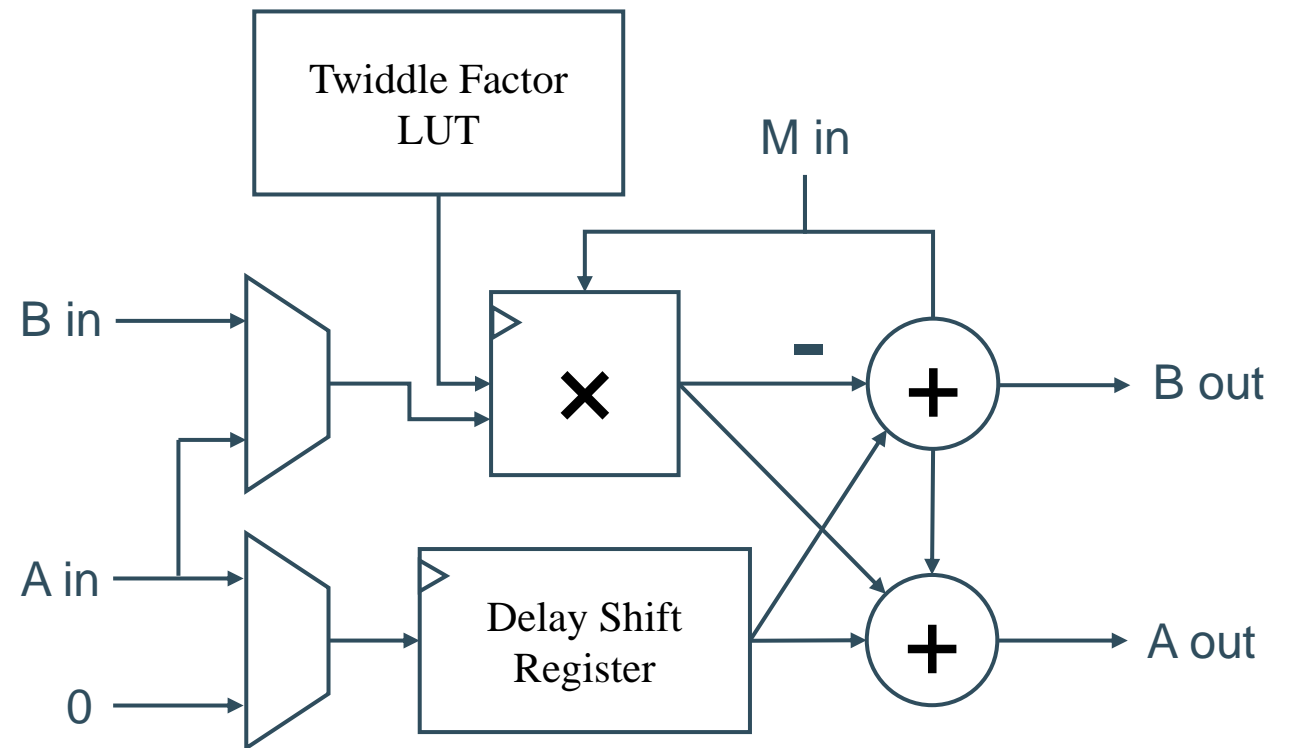 Twiddle Factor
LUT
M in
B in
×
-
+
B out
A in
Delay Shift
Register
+
A out
0